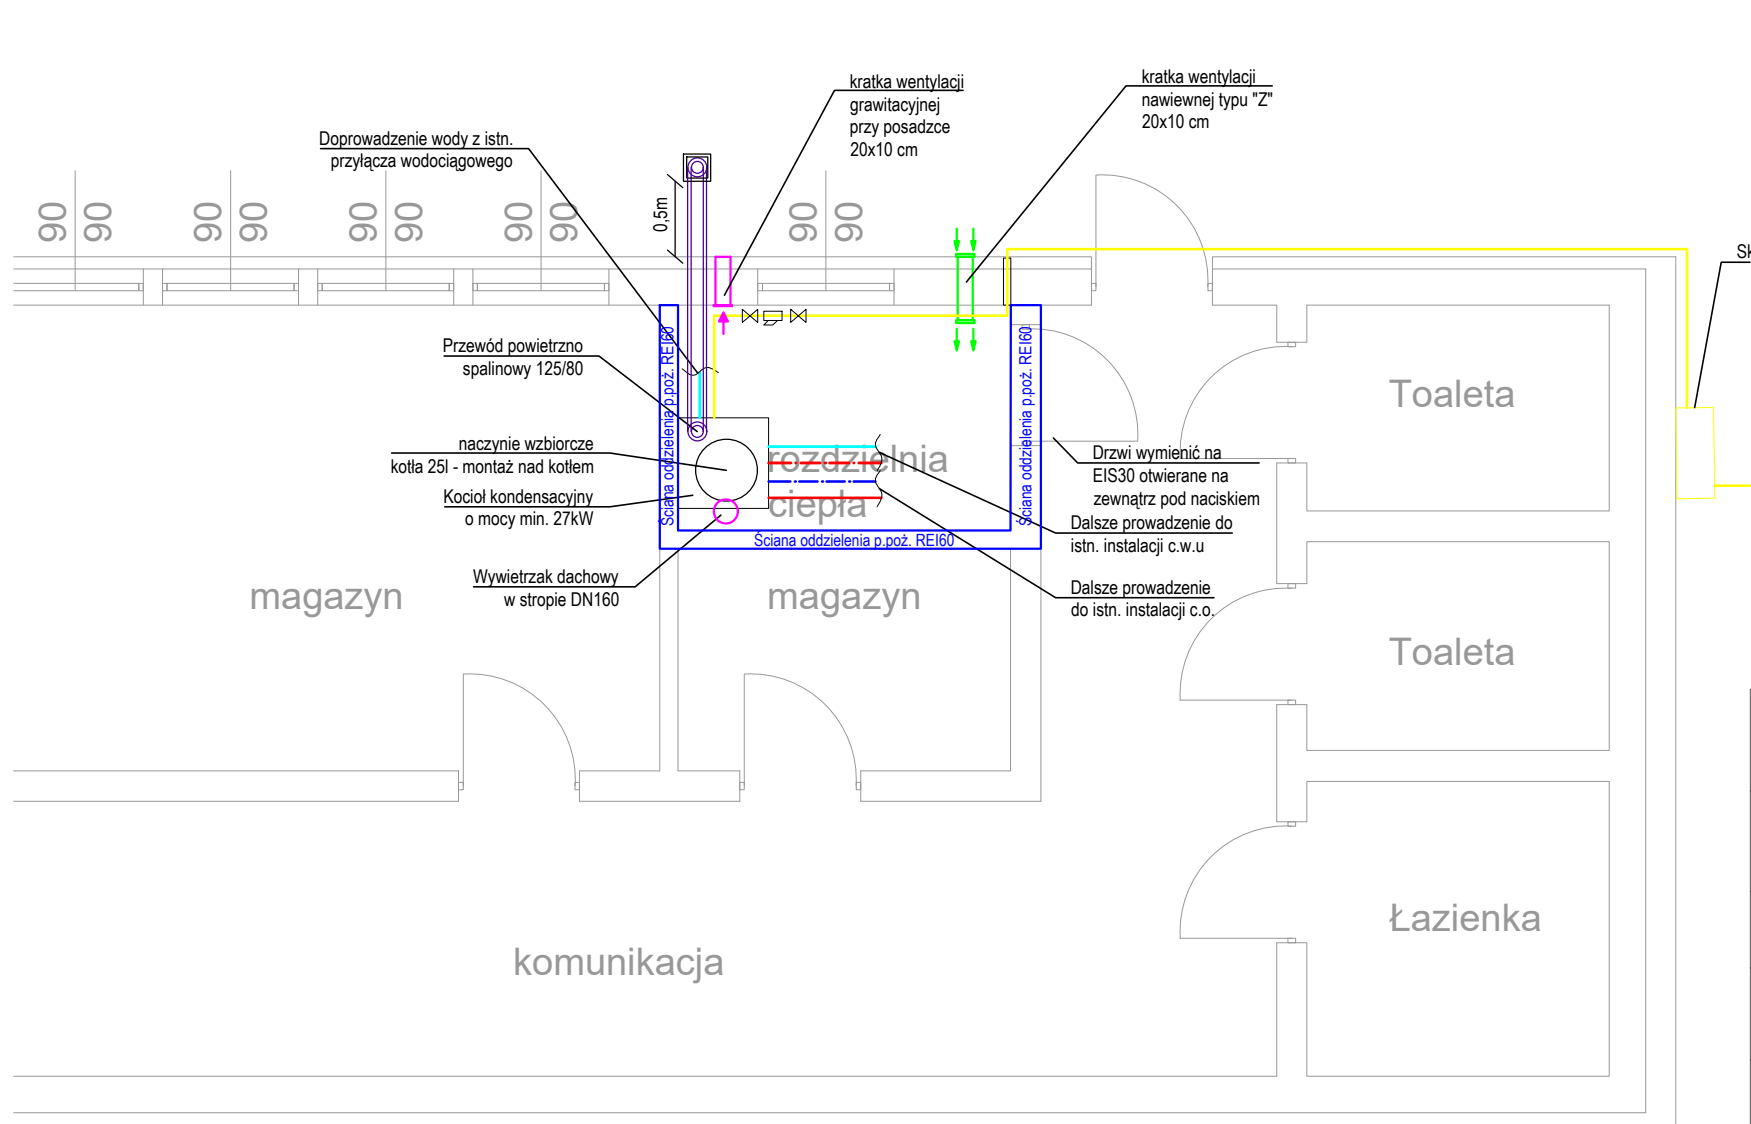 kratka wentylacji
grawitacyjnej
przy posadzce
20x10 cm
kratka wentylacji
nawiewnej typu "Z"
20x10 cm
Doprowadzenie wody z istn.
przyłącza wodociągowego
0,5m
90
90
90
90
90
90
90
90
90
90
Sk
Przewód powietrzno
spalinowy 125/80
naczynie wzbiorcze
kotła 25l - montaż nad kotłem
Kocioł kondensacyjny
o mocy min. 27kW
Wywietrzak dachowy
w stropie DN160
Ściana oddzielenia p.poż. REI60
Ściana oddzielenia p.poż. REI60
Ściana oddzielenia p.poż. REI60
rozdzielnia
ciepła
Drzwi wymienić na
EIS30 otwierane na
zewnątrz pod naciskiem
Dalsze prowadzenie do
istn. instalacji c.w.u
Dalsze prowadzenie
do istn. instalacji c.o.
magazyn
magazyn
Toaleta
Toaleta
Łazienka
komunikacja